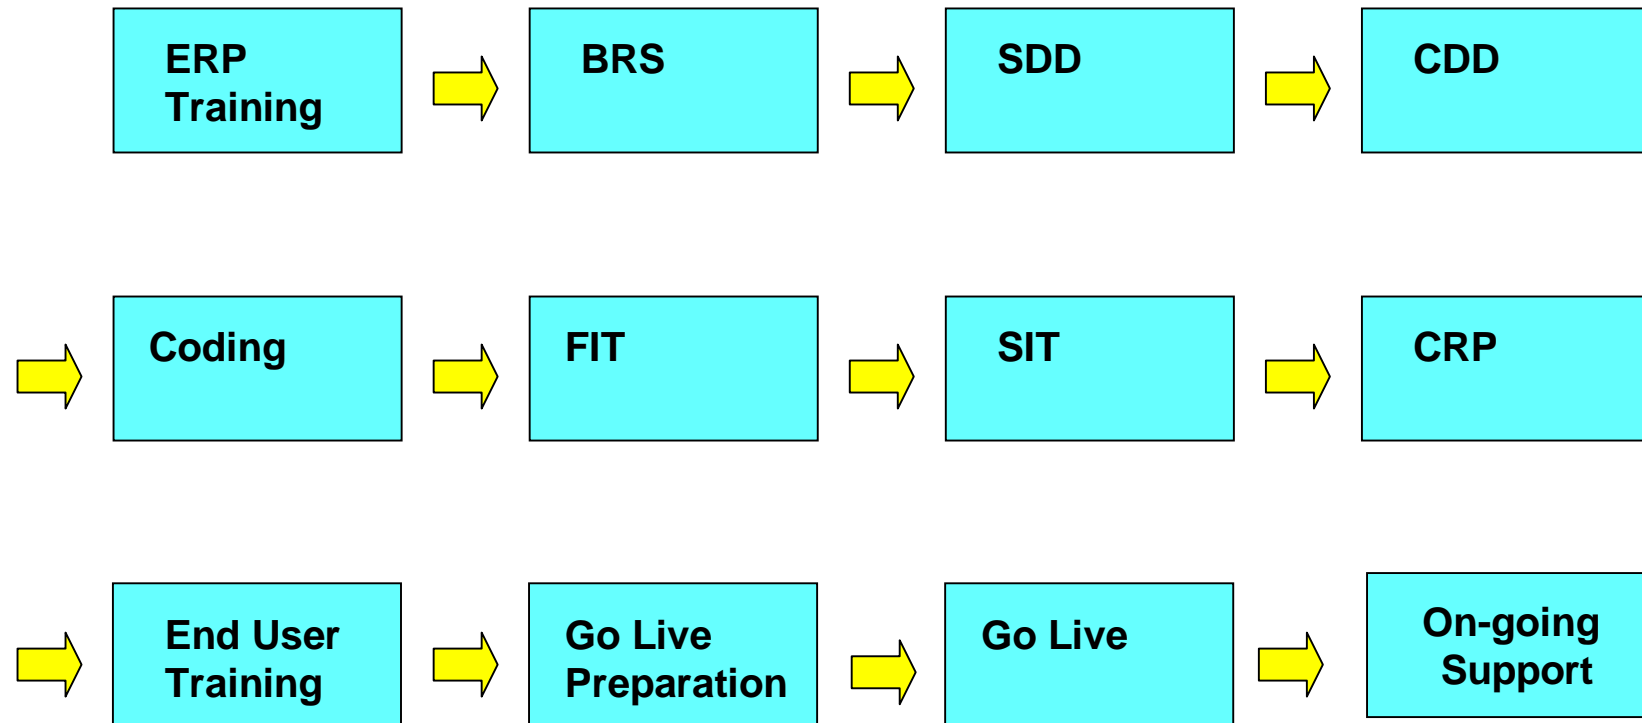 ERP
Training
BRS
SDD
CDD
Coding
FIT
SIT
CRP
End User
Training
Go Live
Preparation
Go Live
On-going
Support